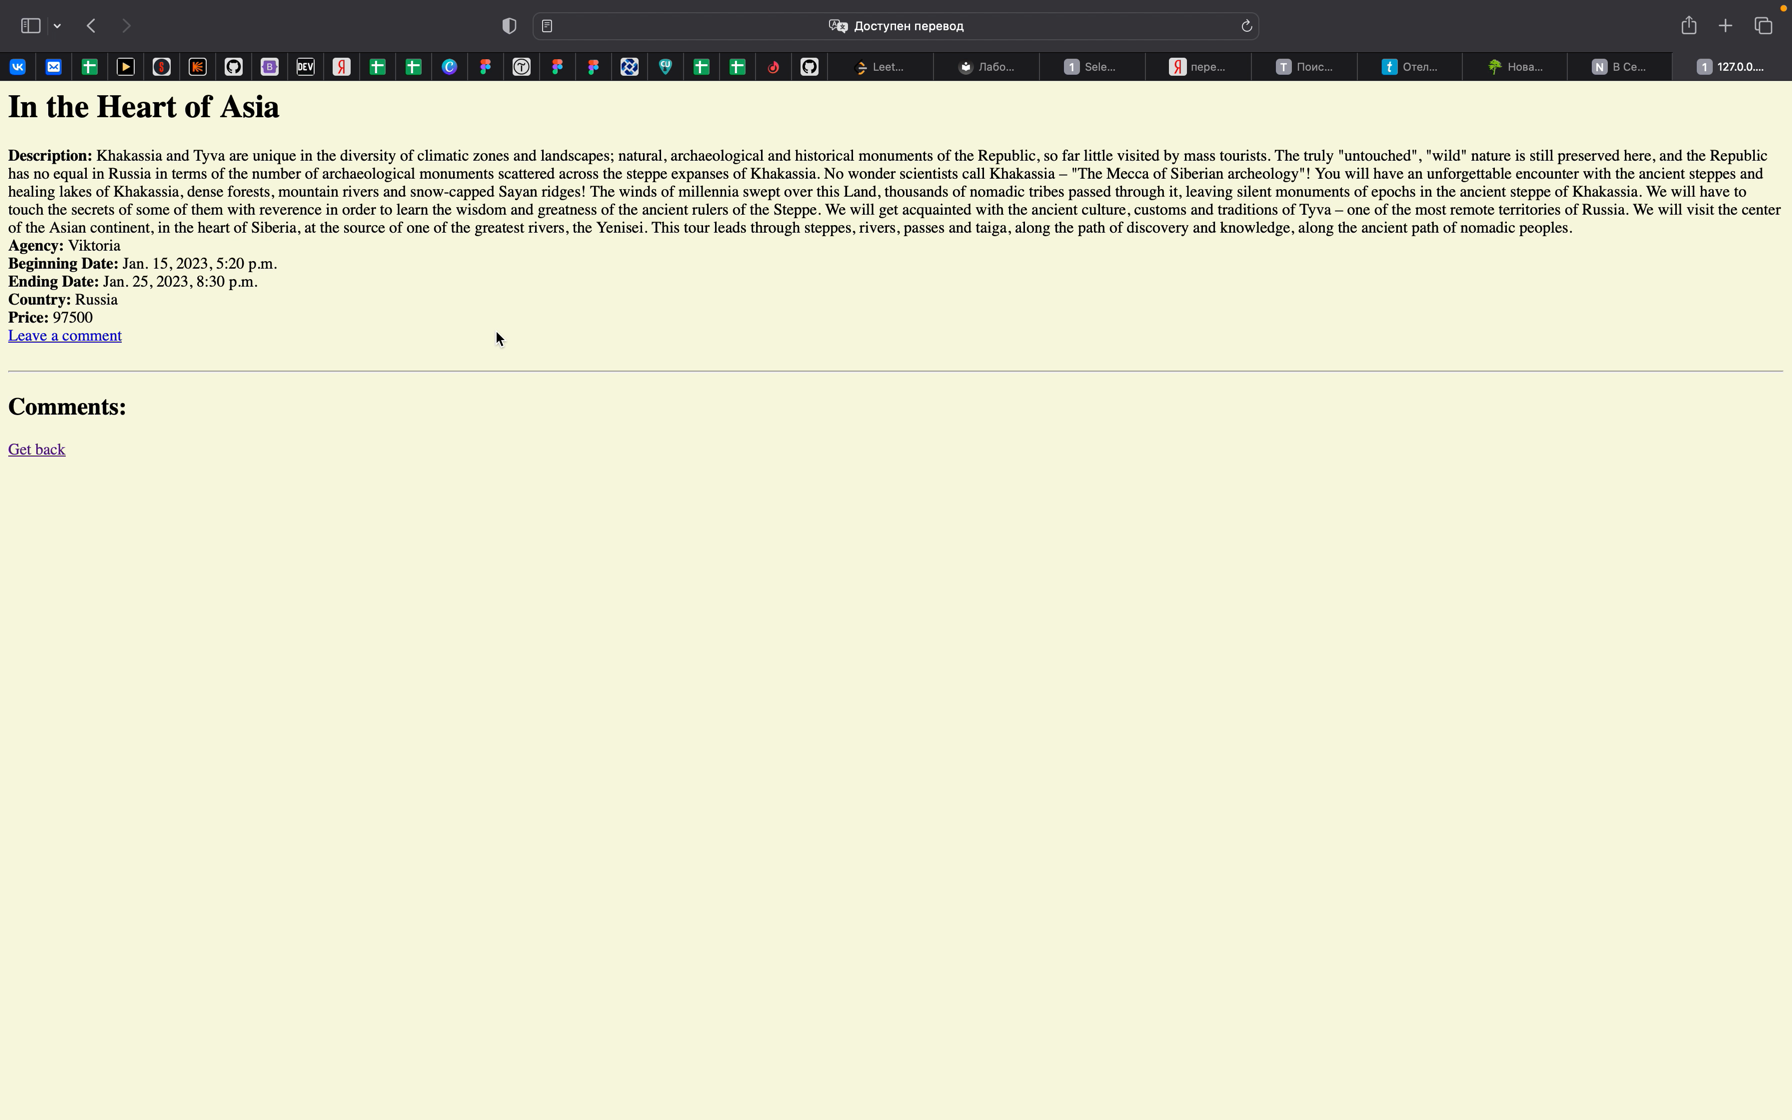 Доступен перевод
DEV
Leet...
Лабо...
1 Sele...
Я пере...
T Поис...
t Отел...
Нова...
N В Се...
1 127.0.0....
In the Heart of Asia
Description: Khakassia and Tyva are unique in the diversity of climatic zones and landscapes; natural, archaeological and historical monuments of the Republic, so far little visited by mass tourists. The truly "untouched", "wild" nature is still preserved here, and the Republic
has no equal in Russia in terms of the number of archaeological monuments scattered across the steppe expanses of Khakassia. No wonder scientists call Khakassia – "The Mecca of Siberian archeology"! You will have an unforgettable encounter with the ancient steppes and
healing lakes of Khakassia, dense forests, mountain rivers and snow-capped Sayan ridges! The winds of millennia swept over this Land, thousands of nomadic tribes passed through it, leaving silent monuments of epochs in the ancient steppe of Khakassia. We will have to
touch the secrets of some of them with reverence in order to learn the wisdom and greatness of the ancient rulers of the Steppe. We will get acquainted with the ancient culture, customs and traditions of Tyva – one of the most remote territories of Russia. We will visit the center
of the Asian continent, in the heart of Siberia, at the source of one of the greatest rivers, the Yenisei. This tour leads through steppes, rivers, passes and taiga, along the path of discovery and knowledge, along the ancient path of nomadic peoples.
Agency: Viktoria
Beginning Date: Jan. 15, 2023, 5:20 p.m.
Ending Date: Jan. 25, 2023, 8:30 p.m.
Country: Russia
Price: 97500
Leave a comment
Comments:
Get back